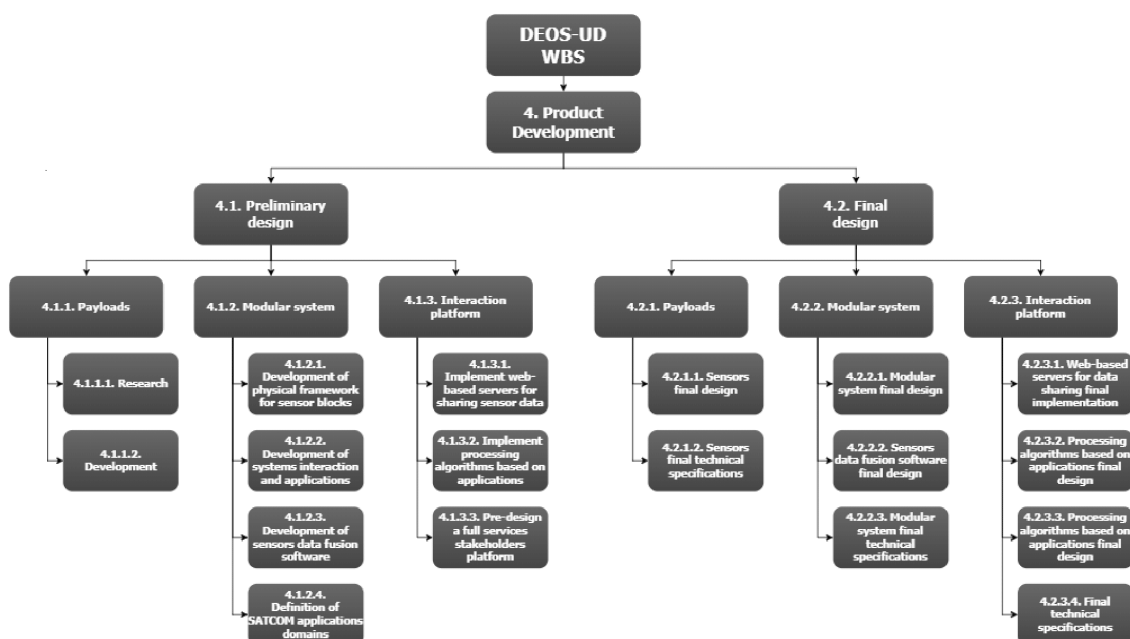 DEOS-UD
WBS
4. Product
Development
4.1. Preliminary
design
4.2. Final
design
4.1.1. Payloads
4.1.2. Modular system
4.1.3. Interaction
platform
4.2.1. Payloads
4.2.2. Modular system
4.2.3. Interaction
platform
4.1.1.1. Research
4.1.1.2.
Development
4.1.2.1.
Development of
physical framework
for sensor blocks
4.1.2.2.
Development of
systems interaction
and applications
4.1.2.3.
Development of
sensors data fusion
software
4.1.2.4.
Definition of
SATCOM applications
domains
4.1.3.1.
Implement web-
based servers for
sharing sensor data
4.1.3.2. Implement
processing
algorithms based on
applications
4.1.3.3. Pre-design
a full services
stakeholders
platform
4.2.1.1. Sensors
final design
4.2.1.2. Sensors
final technical
specifications
4.2.2.1. Modular
system final design
4.2.2.2. Sensors
data fusion software
final design
4.2.2.3. Modular
system final
technical
specifications
4.2.3.1. Web-based
servers for data
sharing final
implementation
4.2.3.2. Processing
algorithms based on
applications final
design
4.2.3.3. Processing
algorithms based on
applications final
design
4.2.3.4. Final
technical
specifications